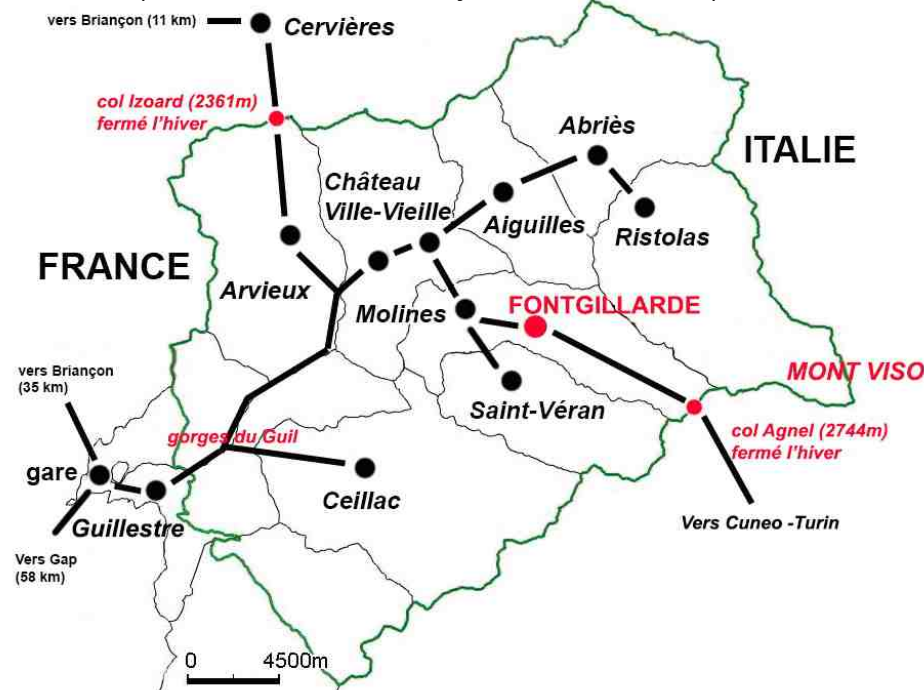 vers Briançon (11 km)
Cervières
col Izoard (2361m)
fermé l'hiver
Abriès
ITALIE
Château
Ville-Vieille
Aiguilles
Ristolas
FRANCE
Arvieux
Molines
FONTGILLARDE
vers Briançon
(35 km)
MONT VISO
Saint-Véran
gorges du Guil
col Agnel (2744m)
fermé l'hiver
gare
Ceillac
Guillestre
Vers Cuneo -Turin
Vers Gap
(58 km)
0 4500m